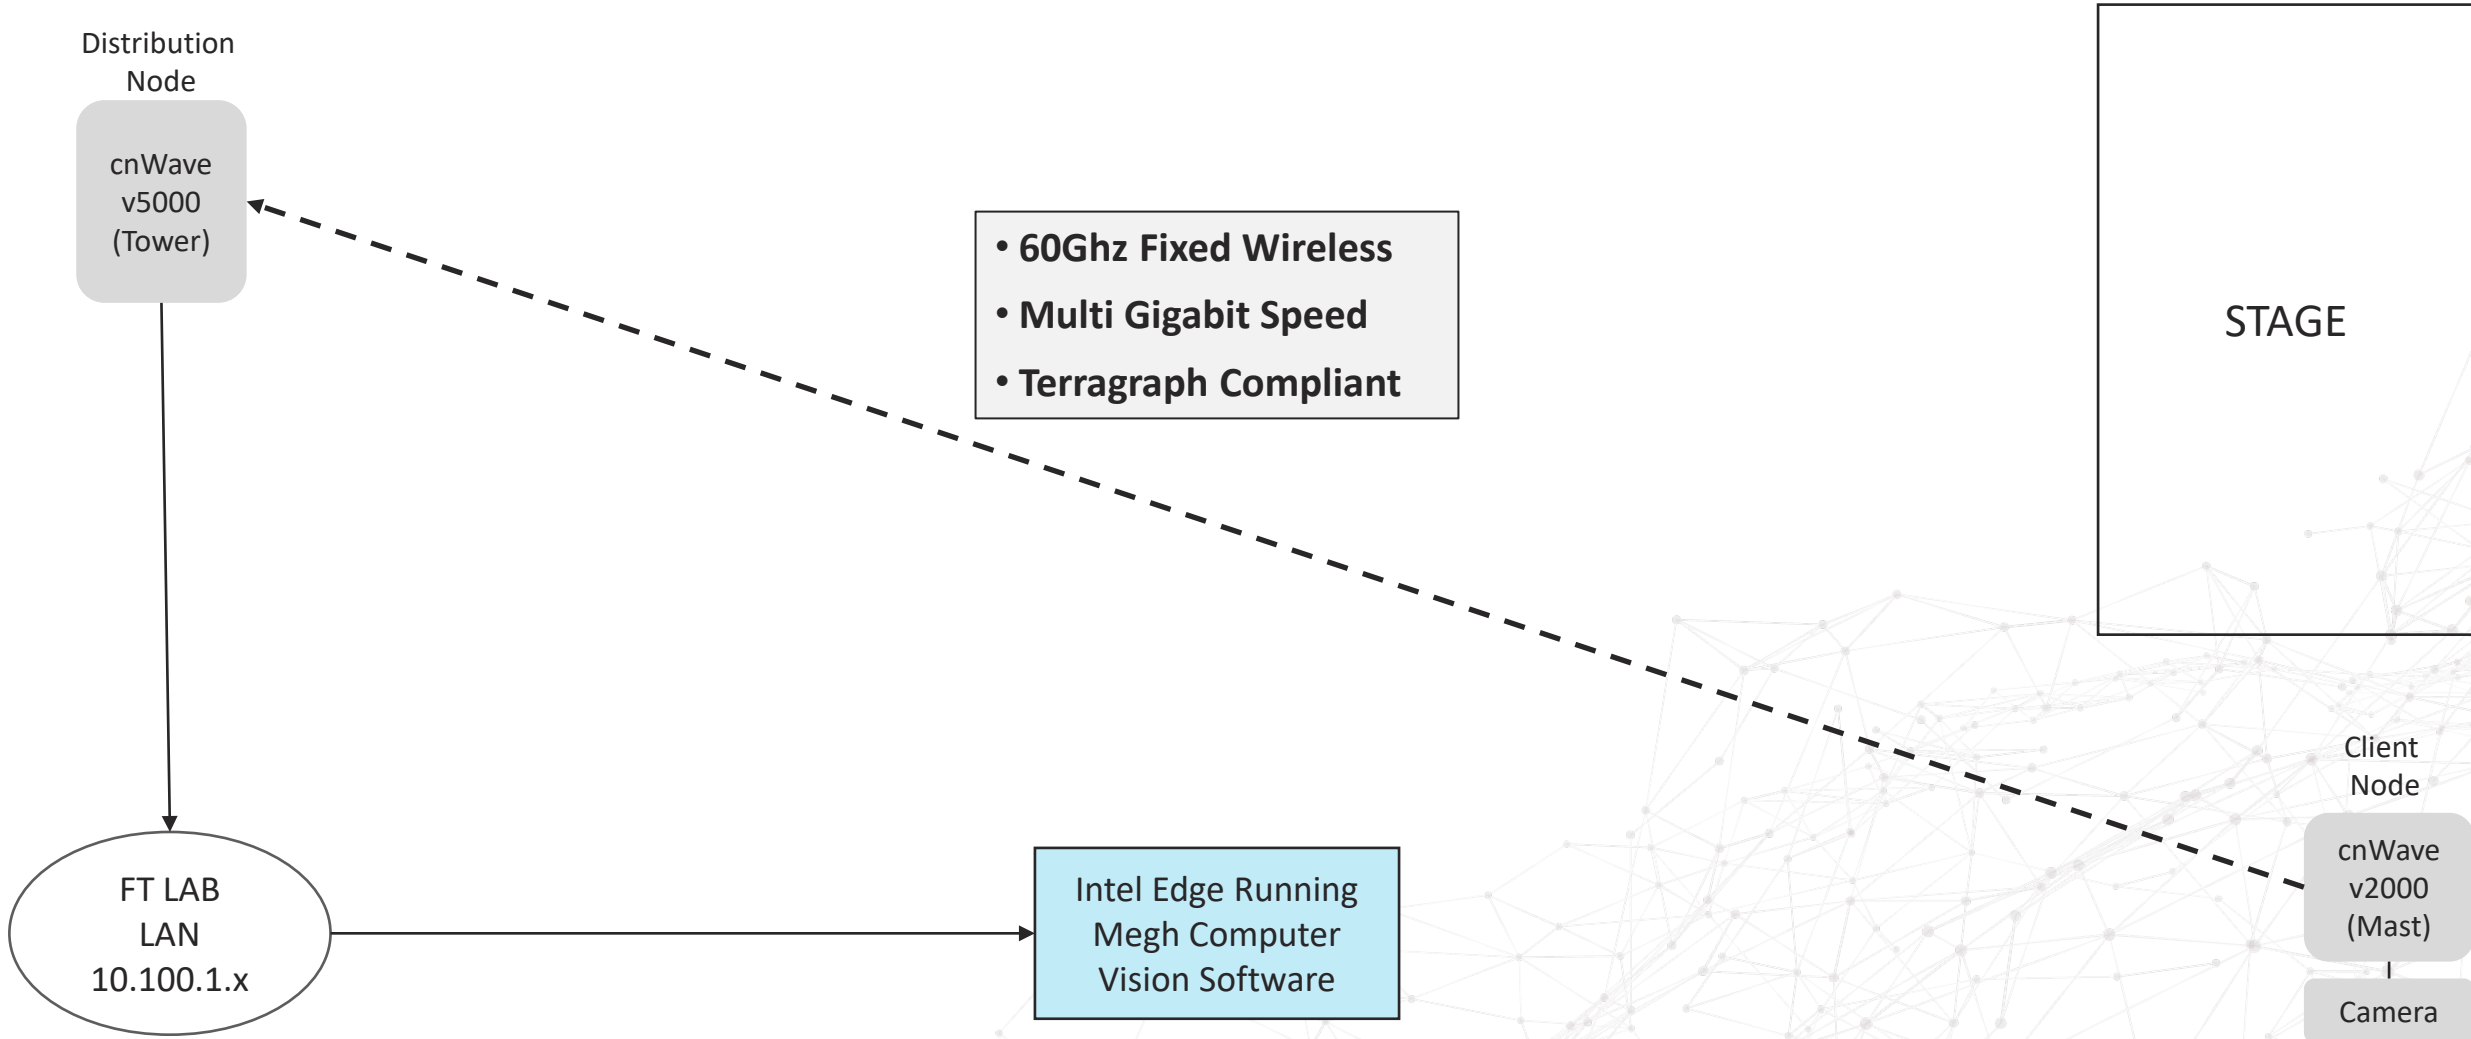 Distribution
Node
cnWave
v5000
(Tower)
• 60Ghz Fixed Wireless
• Multi Gigabit Speed
• Terragraph Compliant
STAGE
FT LAB
LAN
10.100.1.x
Intel Edge Running
Megh Computer
Vision Software
Client
Node
cnWave
v2000
(Mast)
Camera